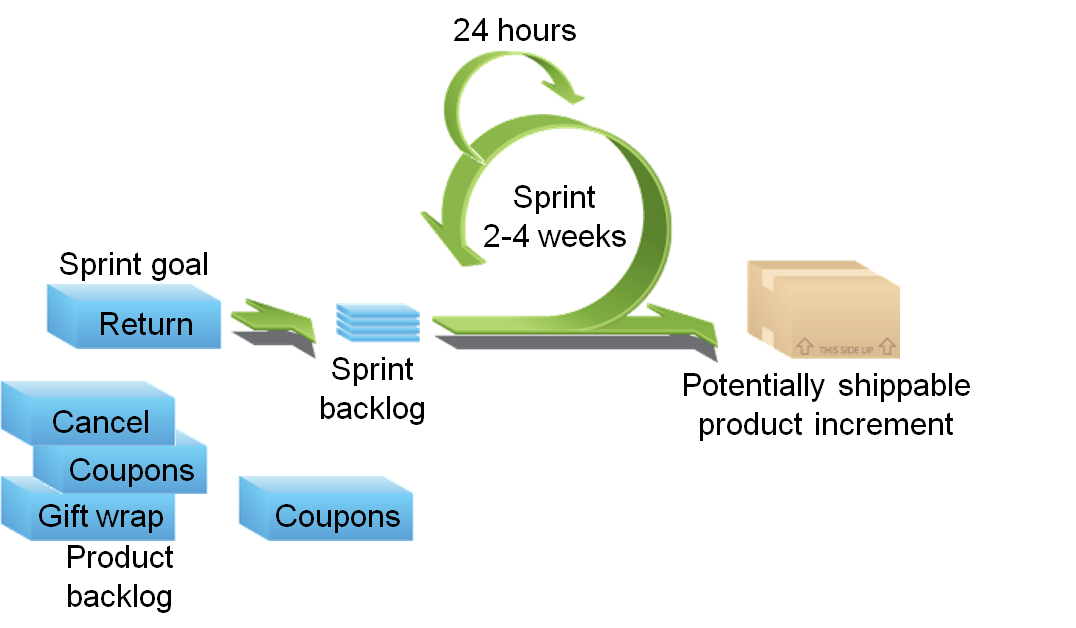 24 hours
Sprint
2-4 weeks
Sprint goal
Return
Sprint
backlog
THIS SIDE UP
Potentially shippable
product increment
Cancel
Coupons
Gift wrap
Coupons
Product
backlog